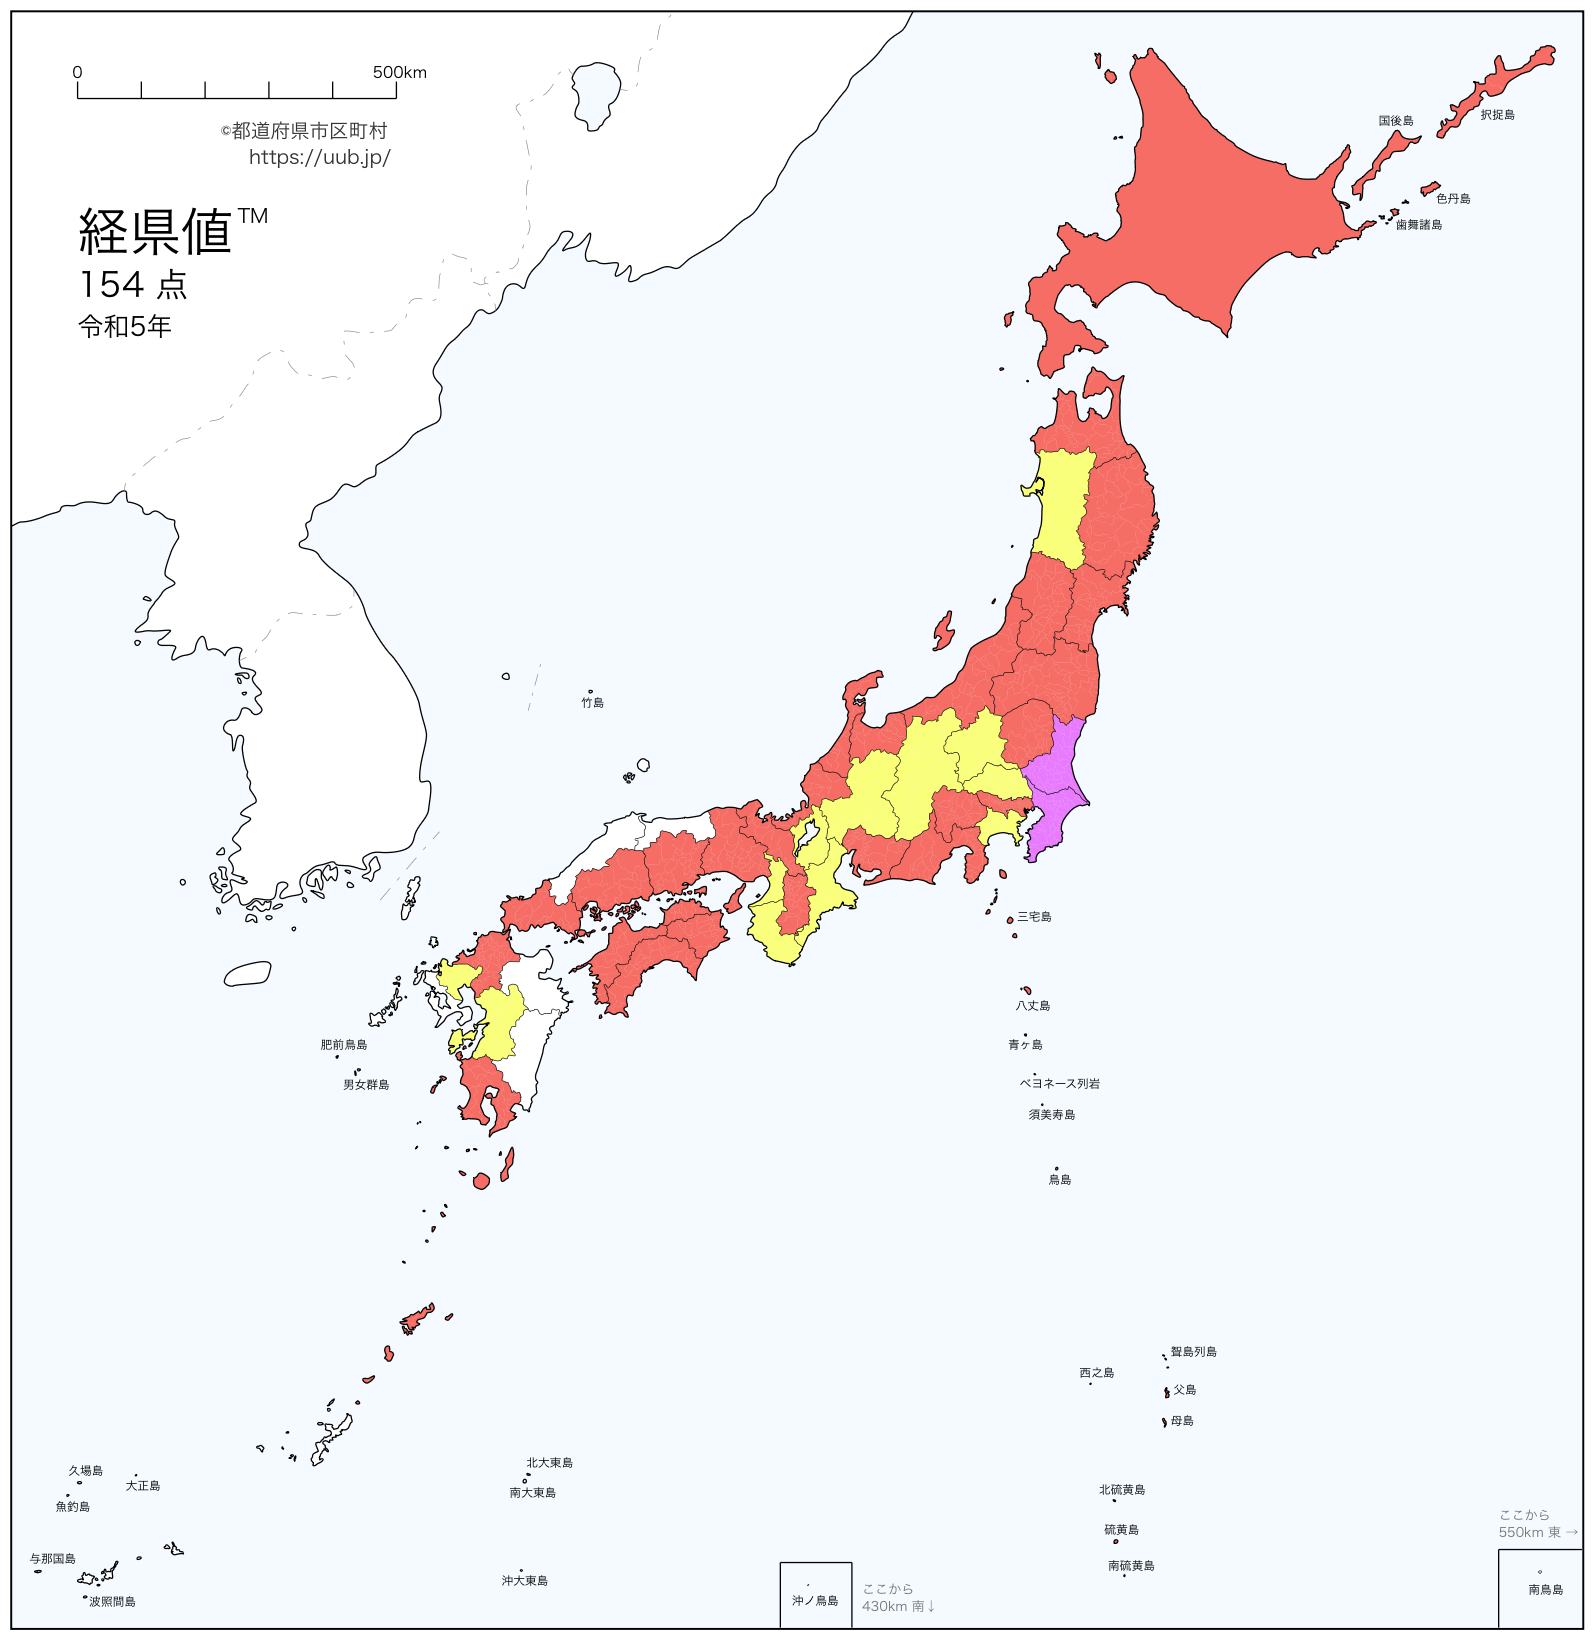 0
500km
©都道府県市区町村
https://uub.jp/
経県値™
154 点
令和5年
国後島
択捉島
色丹島
歯舞諸島
竹島
三宅島
八丈島
肥前鳥島
青ヶ島
男女群島
ベヨネース列岩
須美寿島
鳥島
聟島列島
西之島
父島
母島
久場島
大正島
魚釣島
北大東島
南大東島
北硫黄島
硫黄島
南硫黄島
ここから
550km 東→
与那国島
波照間島
沖大東島
沖ノ鳥島
ここから
430km 南↓
南鳥島